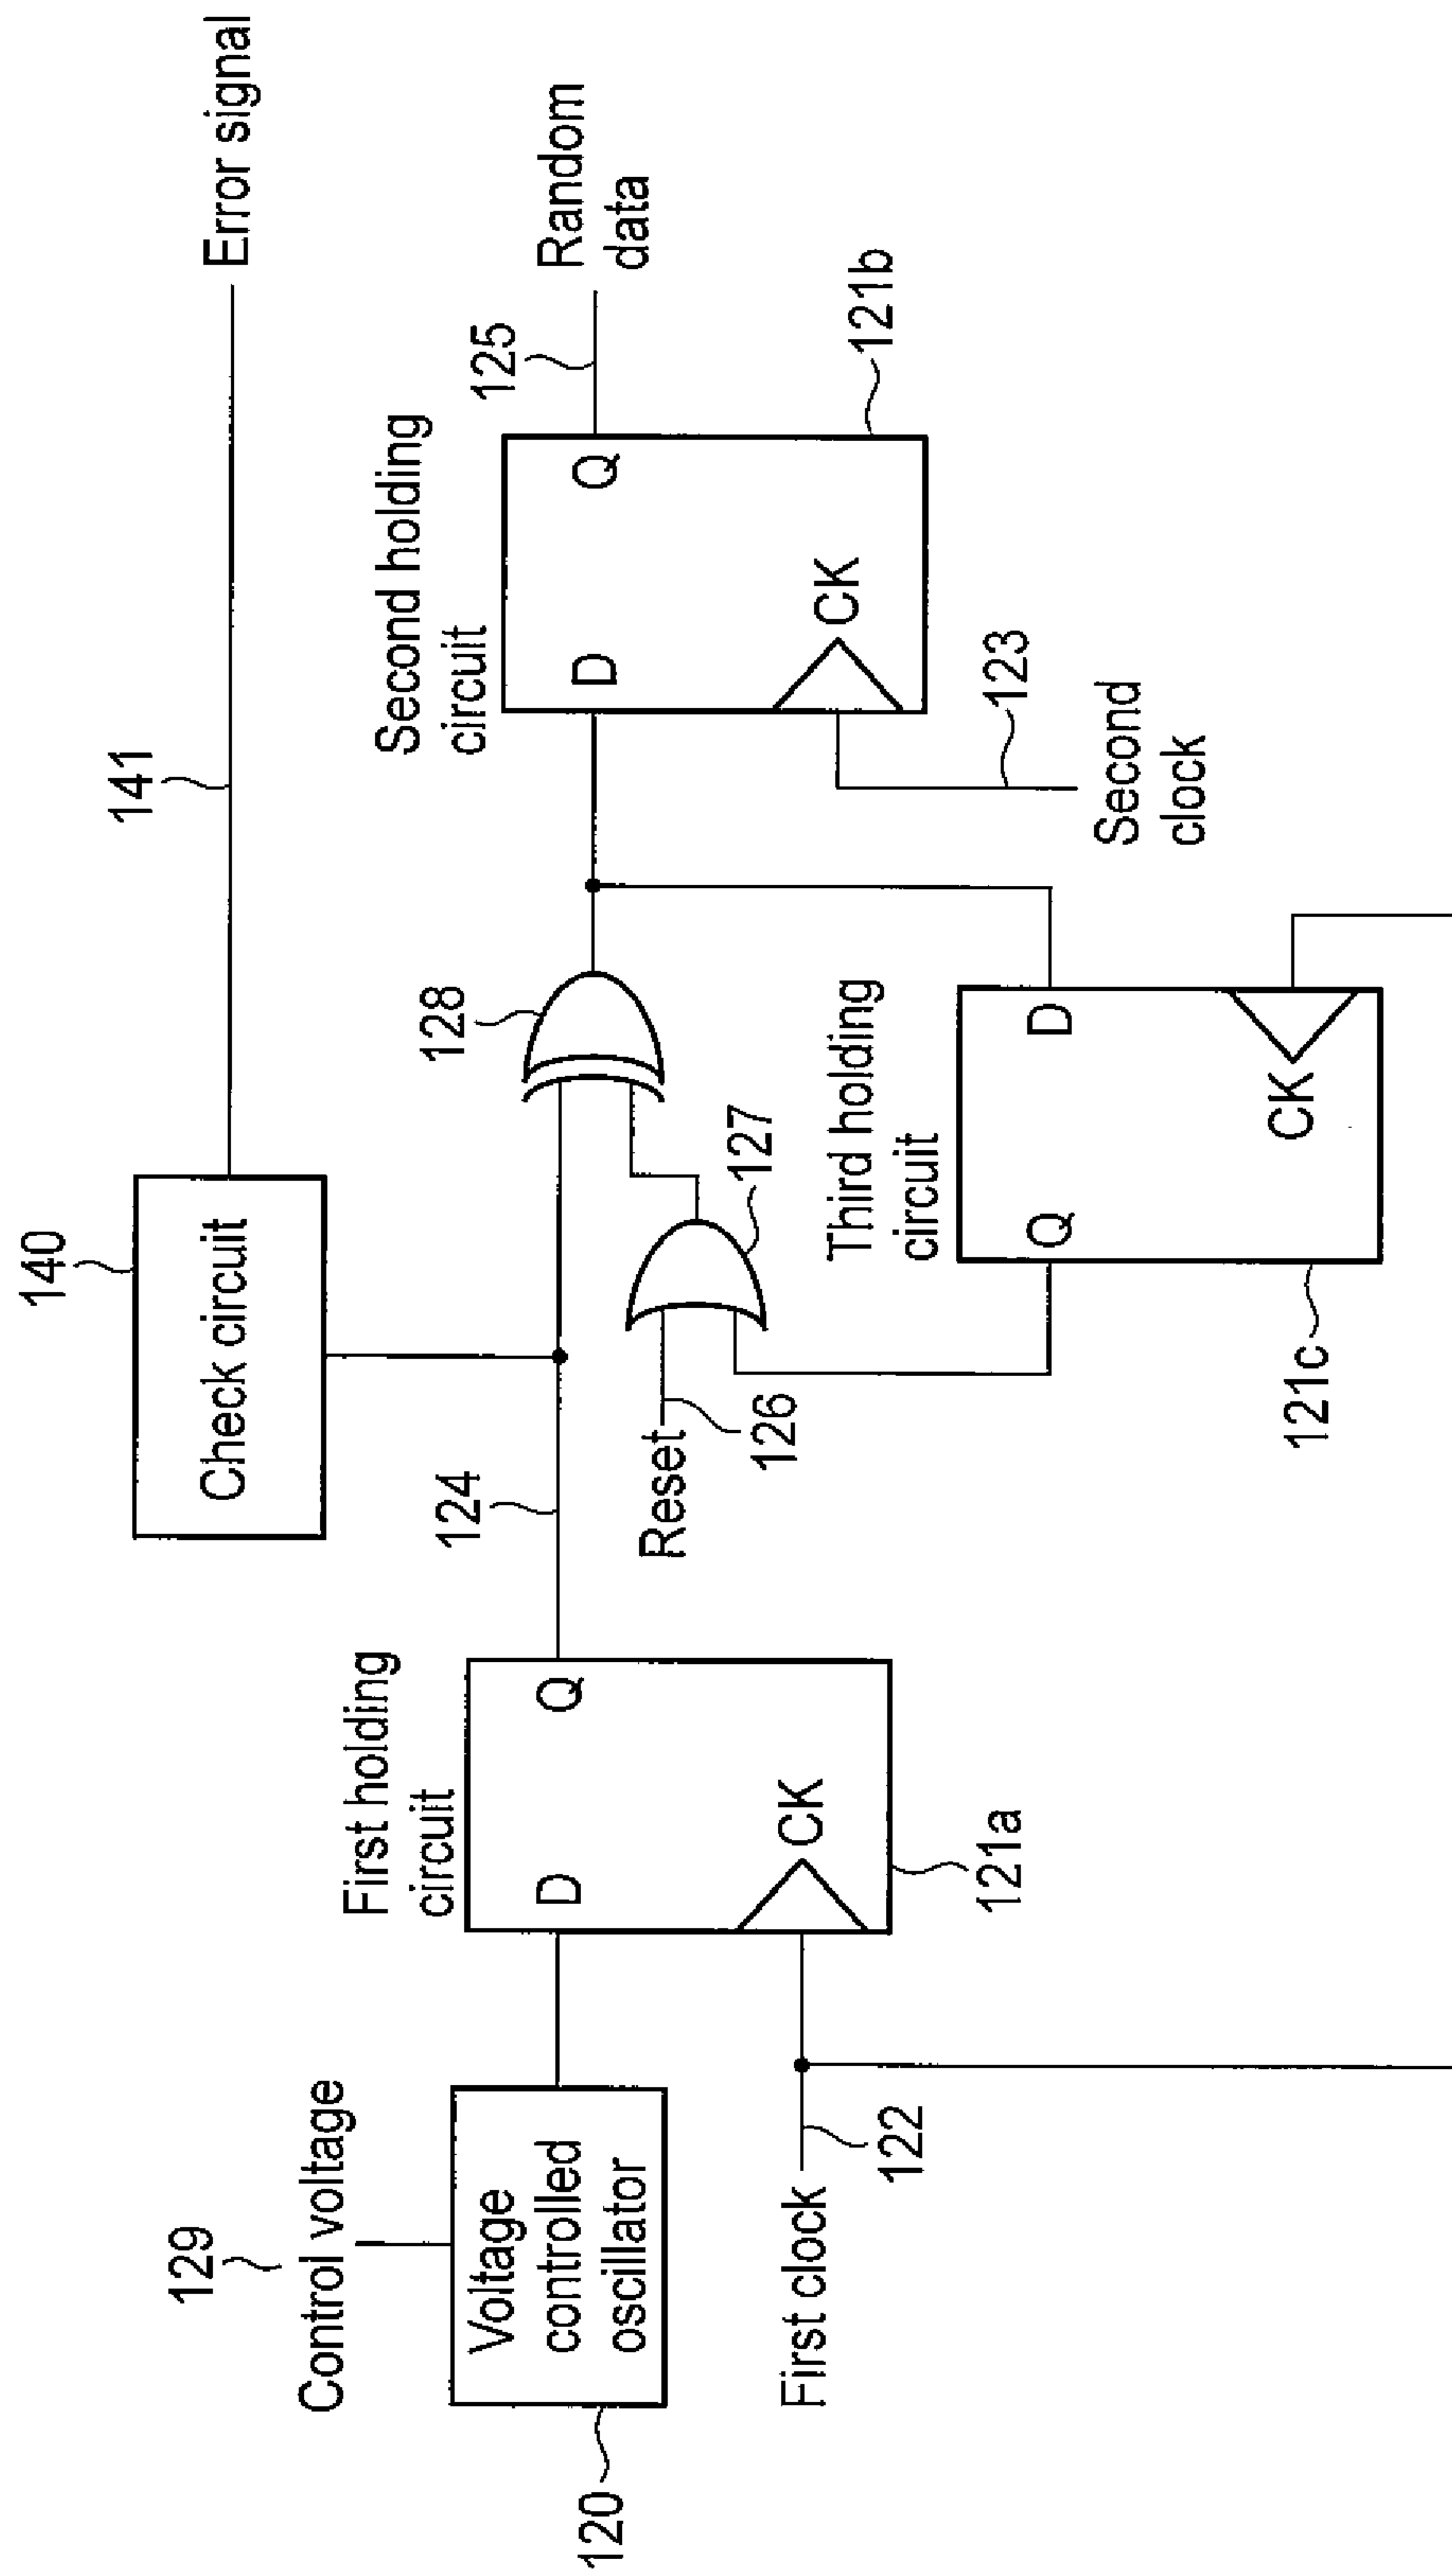 140
Check circuit
141
Error signal
129
Control voltage
Voltage
controlled
oscillator
120
First holding
circuit
D
Q
CK
121a
First clock
122
124
Reset
126
127
128
Second holding
circuit
D
Q
CK
121b
125
Random
data
123
Second
clock
Third holding
circuit
Q
D
CK
121c